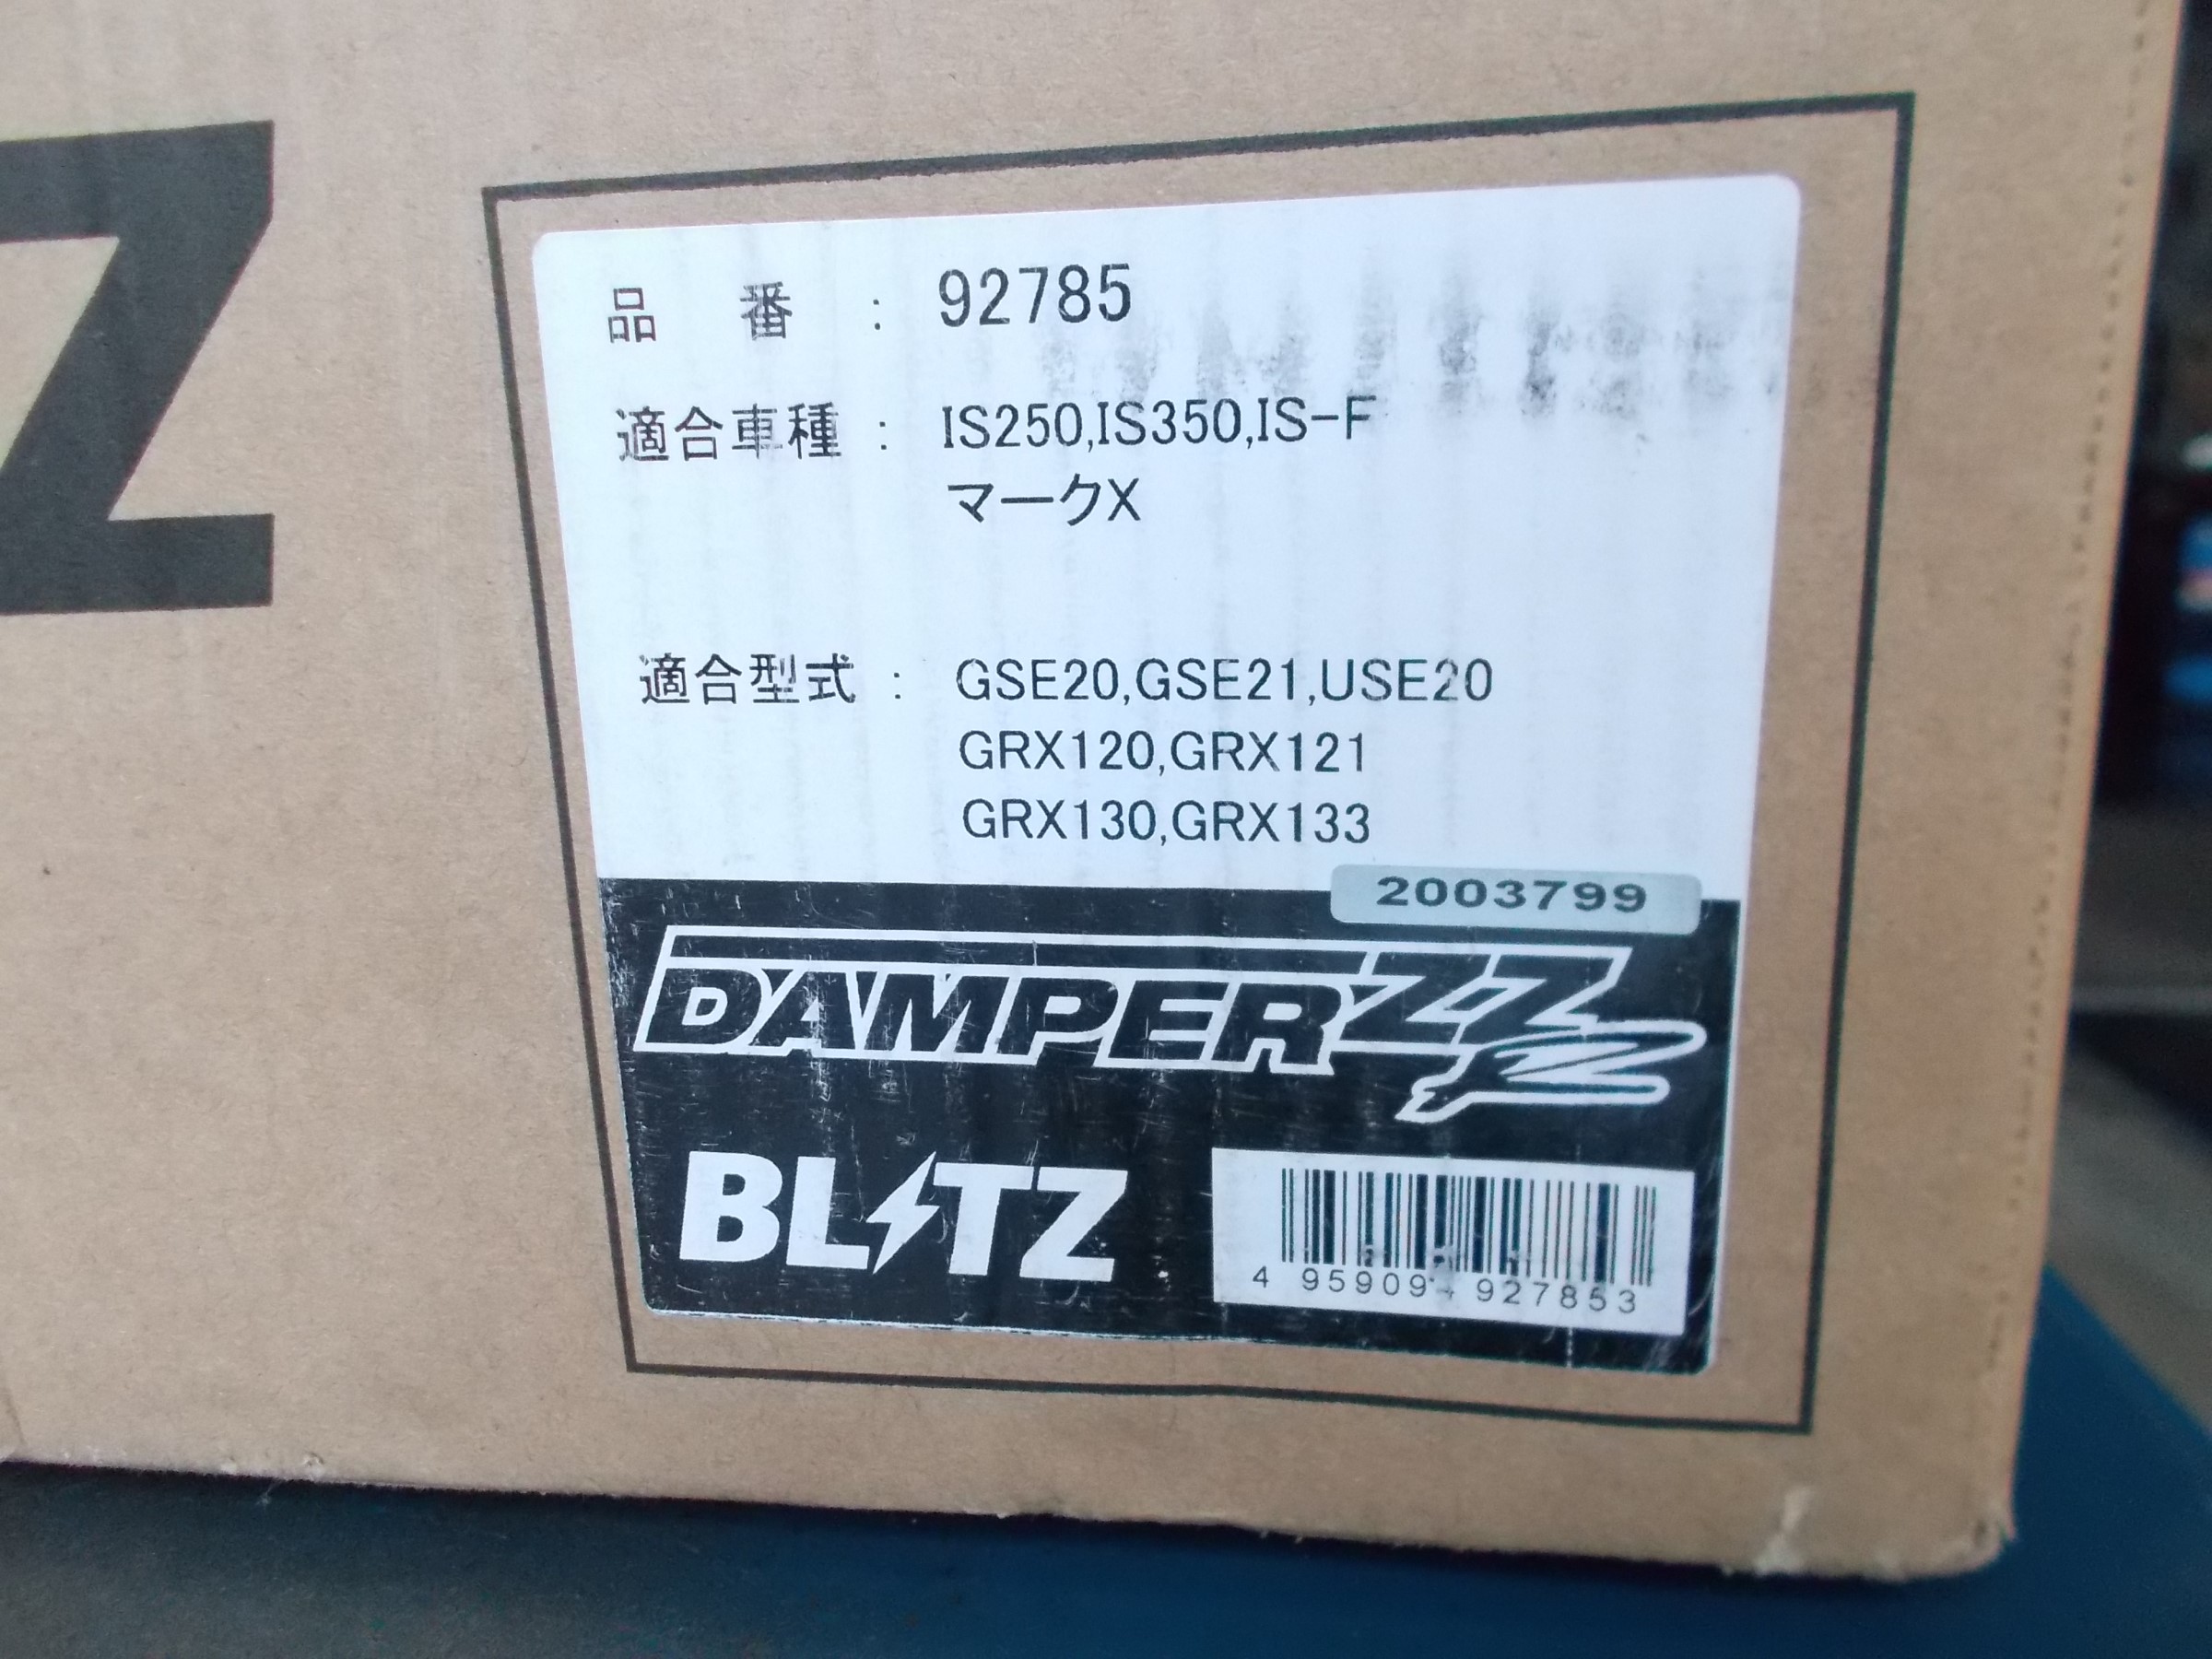 Z
品 番 : 92785
適合車種 : IS250,IS350,IS-F
マークX
適合型式 : GSE20,GSE21,USE20
GRX120,GRX121
GRX130,GRX133
2003799
DAMPER ZZ-R
BLITZ
4 95909 927853